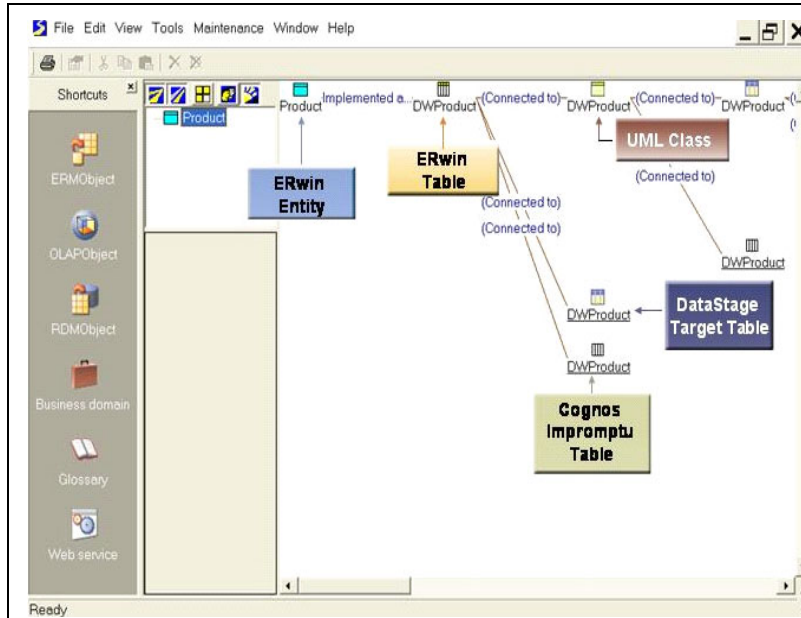 File Edit View Tools Maintenance Window Help
Shortcuts
ERMObject
OLAPObject
RDMObject
Business domain
Glossary
Web service
Product
Product
Implemented a...
DWProduct
(Connected to)
DWProduct
(Connected to)
DWProduct
ERwin
Entity
ERwin
Table
UML Class
(Connected to)
(Connected to)
(Connected to)
DWProduct
DWProduct
DataStage
Target Table
DWProduct
Cognos
Impromptu
Table
Ready